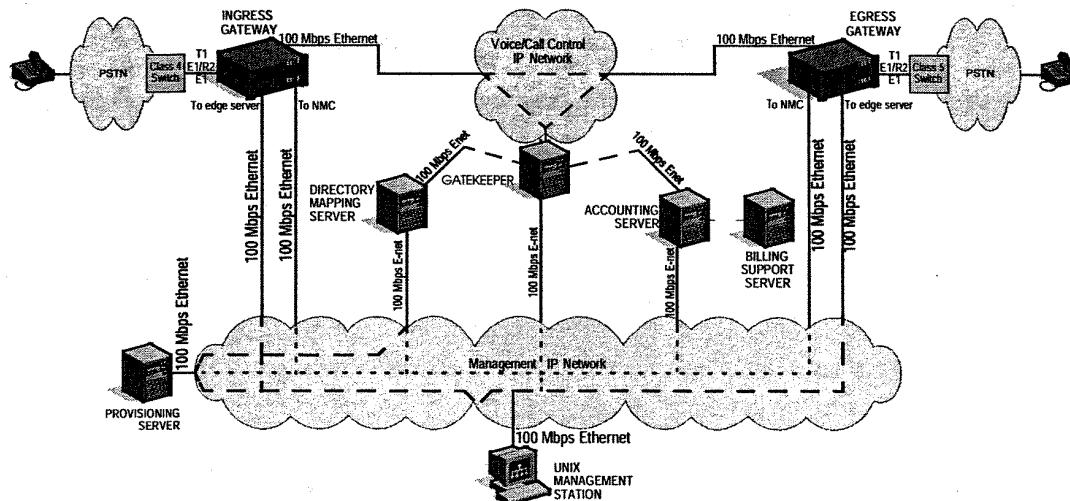 INGRESS
GATEWAY
EGRESS
GATEWAY
100 Mbps Ethernet
Voice/Call Control
IP Network
100 Mbps Ethernet
PSTN
Class 4
Switch
T1
E1/R2
E1
T1
E1/R2
E1
Class 5
Switch
PSTN
To edge server
To NMC
To NMC
To edge server
100 Mbps Enet
GATEKEEPER
100 Mbps Enet
DIRECTORY
MAPPING
SERVER
ACCOUNTING
SERVER
BILLING
SUPPORT
SERVER
100 Mbps Ethernet
100 Mbps Ethernet
100 Mbps E-net
100 Mbps E-net
100 Mbps E-net
100 Mbps Ethernet
100 Mbps Ethernet
100 Mbps Ethernet
Management IP Network
PROVISIONING
SERVER
100 Mbps Ethernet
UNIX
MANAGEMENT
STATION